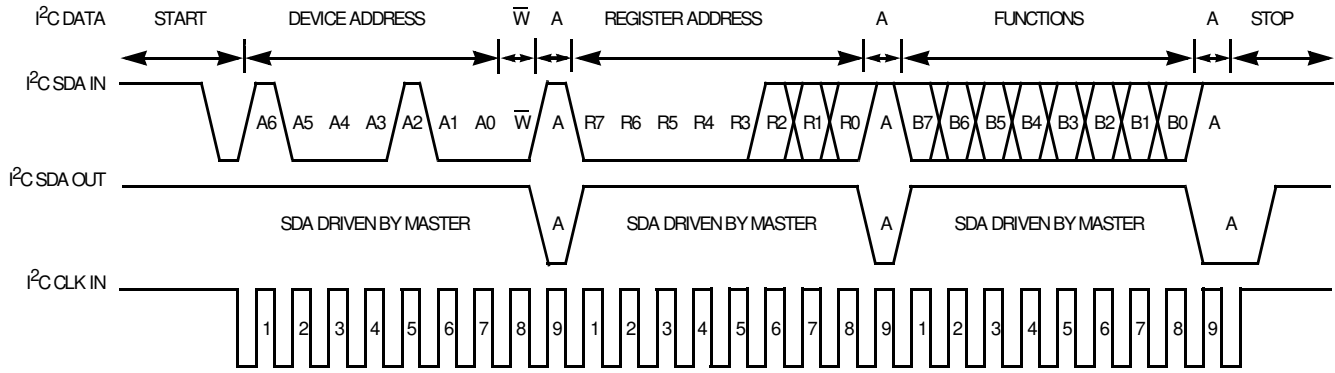 I²C DATA START DEVICE ADDRESS W̅ A REGISTER ADDRESS A FUNCTIONS A STOP
I²C SDA IN
A6 A5 A4 A3 A2 A1 A0 W̅ A R7 R6 R5 R4 R3 R2 R1 R0 A B7 B6 B5 B4 B3 B2 B1 B0 A
I²C SDA OUT
SDA DRIVEN BY MASTER A SDA DRIVEN BY MASTER A SDA DRIVEN BY MASTER A
I²C CLK IN
1 2 3 4 5 6 7 8 9 1 2 3 4 5 6 7 8 9 1 2 3 4 5 6 7 8 9